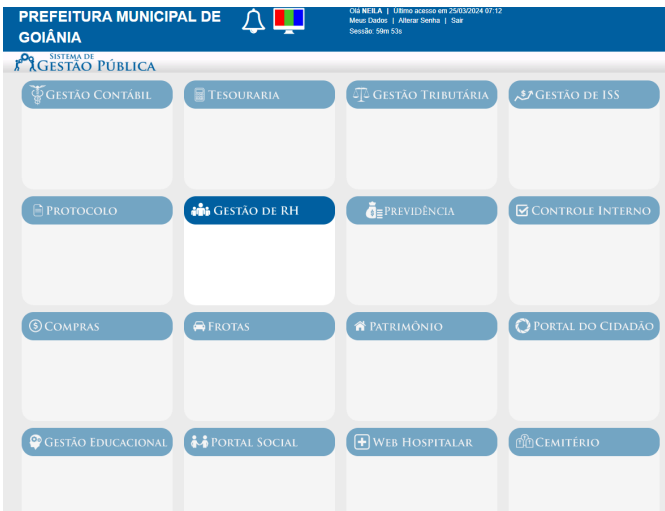 PREFEITURA MUNICIPAL DE
GOIÂNIA
Olá NEILA | Último acesso em 25/03/2024 07:12
Meus Dados | Alterar Senha | Sair
Sessão: 59m 53s
SISTEMA DE
GESTÃO PÚBLICA
GESTÃO CONTÁBIL
TESOURARIA
GESTÃO TRIBUTÁRIA
GESTÃO DE ISS
PROTOCOLO
GESTÃO DE RH
PREVIDÊNCIA
CONTROLE INTERNO
COMPRAS
FROTAS
PATRIMÔNIO
PORTAL DO CIDADÃO
GESTÃO EDUCACIONAL
PORTAL SOCIAL
WEB HOSPITALAR
CEMITÉRIO